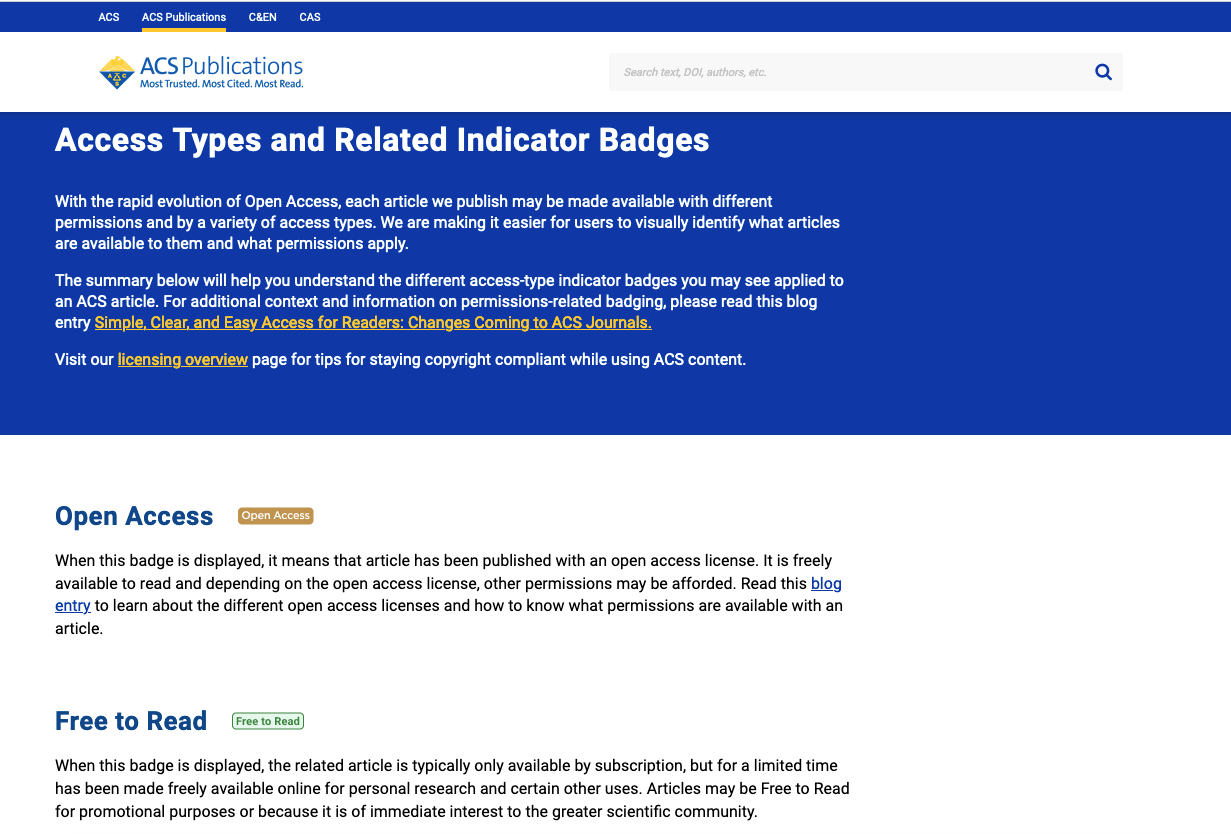 ACS ACS Publications C&EN CAS
ACS Publications
Most Trusted. Most Cited. Most Read.
Search text, DOI, authors, etc.
Access Types and Related Indicator Badges
With the rapid evolution of Open Access, each article we publish may be made available with different
permissions and by a variety of access types. We are making it easier for users to visually identify what articles
are available to them and what permissions apply.
The summary below will help you understand the different access-type indicator badges you may see applied to
an ACS article. For additional context and information on permissions-related badging, please read this blog
entry Simple, Clear, and Easy Access for Readers: Changes Coming to ACS Journals.
Visit our licensing overview page for tips for staying copyright compliant while using ACS content.
Open Access Open Access
When this badge is displayed, it means that article has been published with an open access license. It is freely
available to read and depending on the open access license, other permissions may be afforded. Read this blog
entry to learn about the different open access licenses and how to know what permissions are available with an
article.
Free to Read Free to Read
When this badge is displayed, the related article is typically only available by subscription, but for a limited time
has been made freely available online for personal research and certain other uses. Articles may be Free to Read
for promotional purposes or because it is of immediate interest to the greater scientific community.